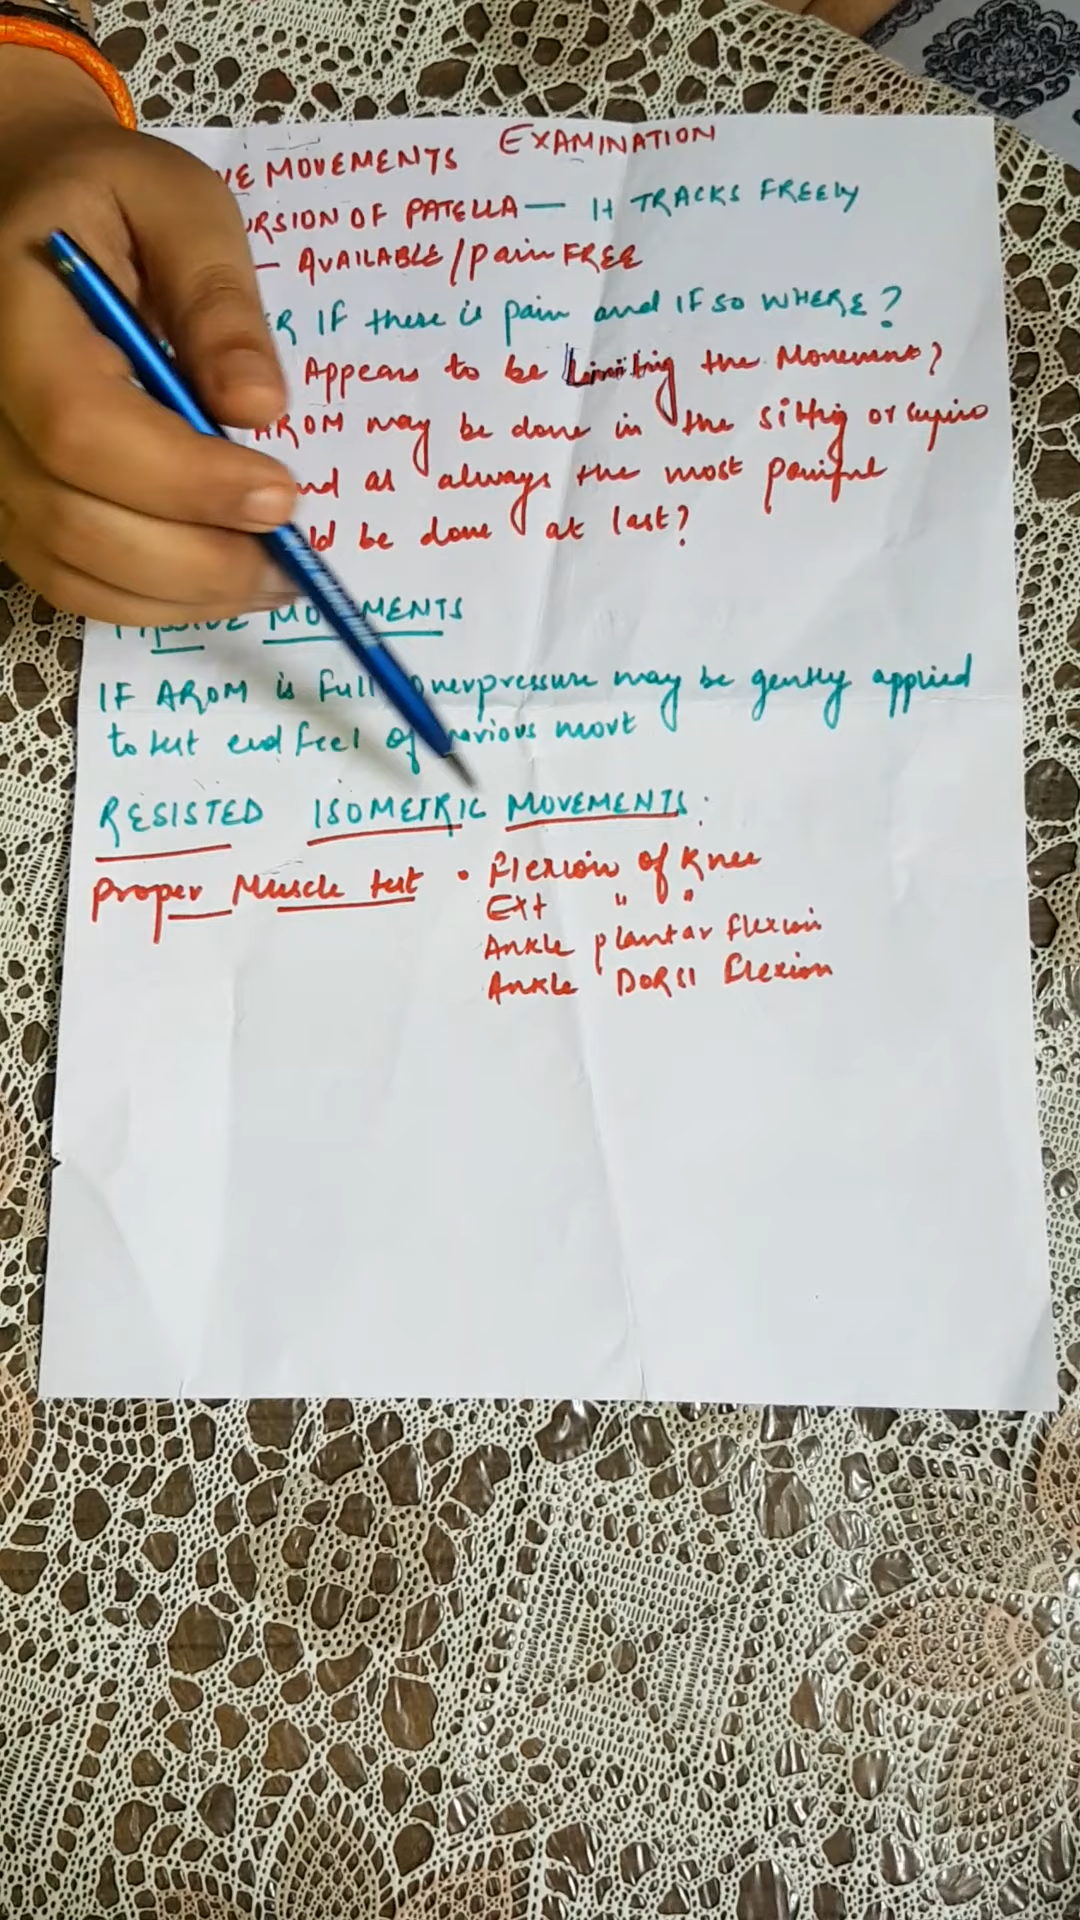 EXAMINATION
VE MOVEMENTS
RSION OF PATELLA — It TRACKS FREELY
— AVAILABLE/Pain FREE
ER IF there is pain and IF SO WHERE?
Appears to be limiting the Movement?
AROM may be done in the sitting or supine
nd as always the most painful
ld be done at last?
MOVEMENTS
IF AROM is full overpressure may be gently applied
to test end feel of various movt
RESISTED ISOMETRIC MOVEMENTS:
Proper Muscle test • Flexion of Knee
Ext " "
Ankle plantar flexion
Ankle DORSI flexion